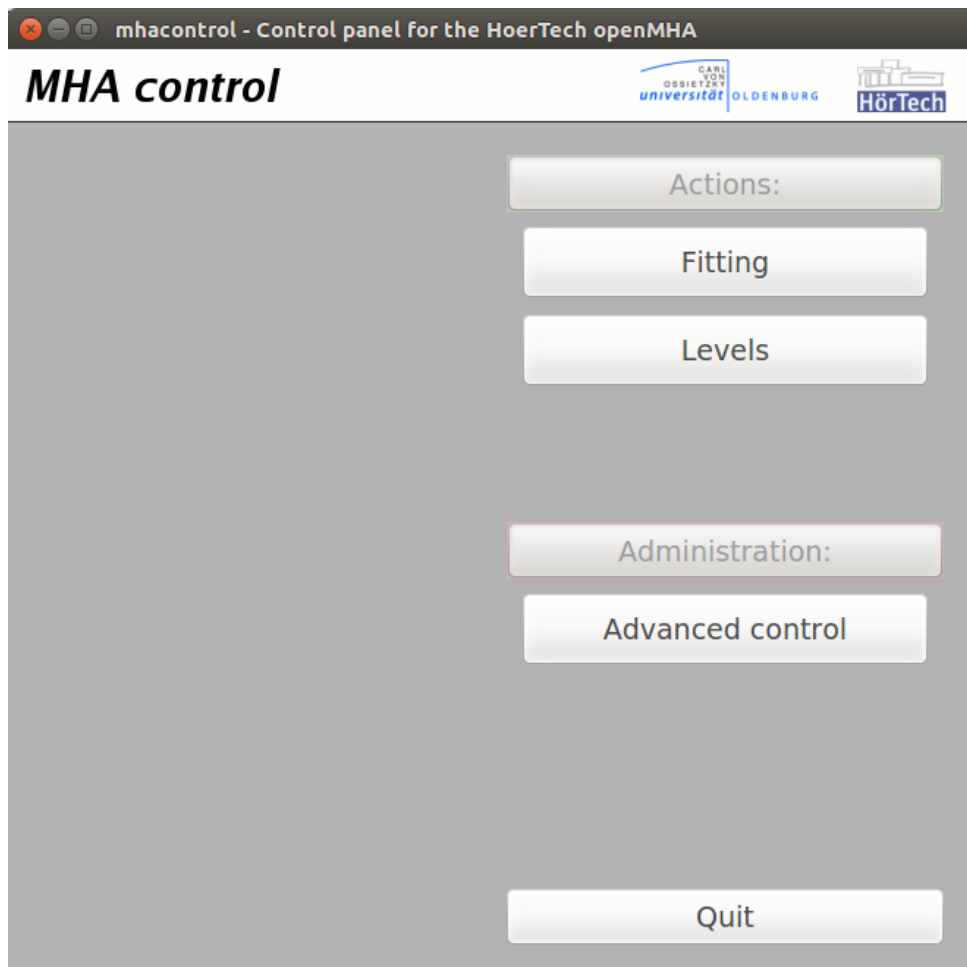 mhacontrol - Control panel for the HoerTech openMHA
MHA control
CARL
VON
OSSIETZKY
universität OLDENBURG
HörTech
Actions:
Fitting
Levels
Administration:
Advanced control
Quit